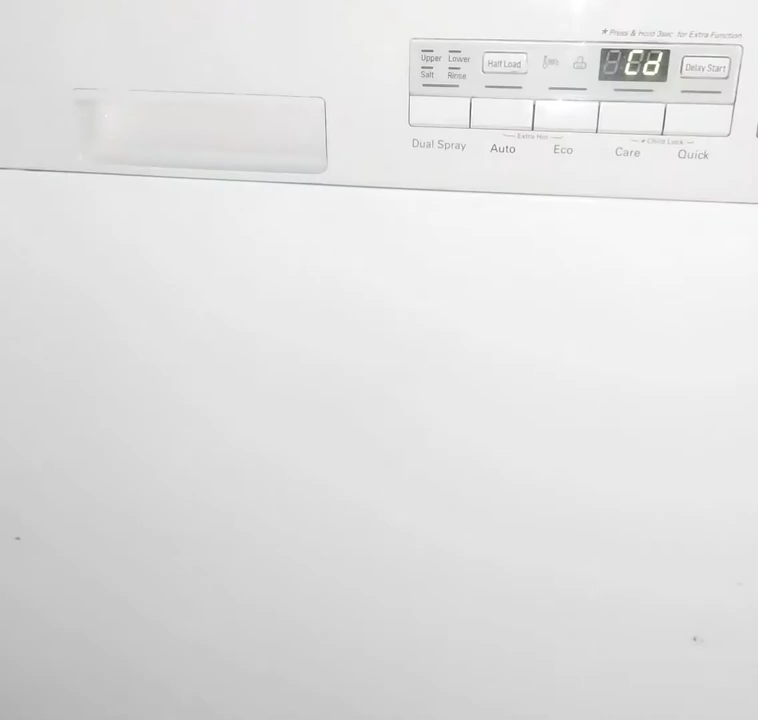 * Press & Hold 3sec. for Extra Function
Upper Lower
Half Load
Cd
Delay Start
Salt Rinse
Extra Hot
* Child Lock
Dual Spray Auto Eco Care Quick